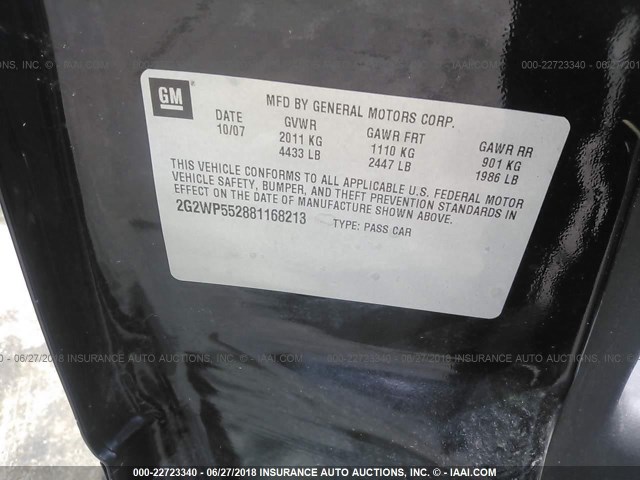 GM
MFD BY GENERAL MOTORS CORP.
DATE GVWR GAWR FRT GAWR RR
10/07 2011 KG 1110 KG 901 KG
4433 LB 2447 LB 1986 LB
THIS VEHICLE CONFORMS TO ALL APPLICABLE U.S. FEDERAL MOTOR
VEHICLE SAFETY, BUMPER, AND THEFT PREVENTION STANDARDS IN
EFFECT ON THE DATE OF MANUFACTURE SHOWN ABOVE.
2G2WP552881168213 TYPE: PASS CAR
000-22723340 - 06/27/2018 INSURANCE AUTO AUCTIONS, INC. - © IAAI.COM